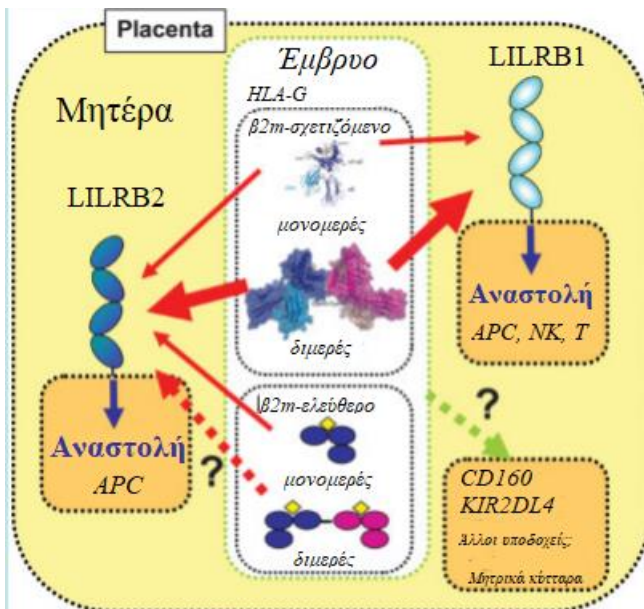 Placenta
Μητέρα
Έμβρυο
HLA-G
β2m-σχετιζόμενο
μονομερές
διμερές
β2m-ελεύθερο
μονομερές
διμερές
LILRB1
Αναστολή
APC, NK, T
LILRB2
Αναστολή
APC
?
?
CD160
KIR2DL4
Άλλοι υποδοχείς;
Μητρικά κύτταρα